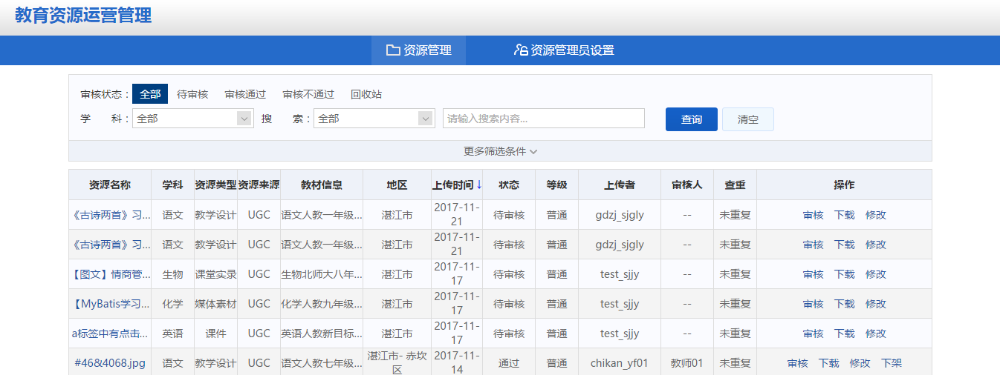 教育资源运营管理
资源管理 资源管理员设置
审核状态： 全部 待审核 审核通过 审核不通过 回收站
学 科： 全部 搜 索： 全部 请输入搜索内容... 查询 清空
更多筛选条件
资源名称 学科 资源类型 资源来源 教材信息 地区 上传时间↓ 状态 等级 上传者 审核人 查重 操作
《古诗两首》习... 语文 教学设计 UGC 语文人教一年级... 湛江市 2017-11-21 待审核 普通 gdzj_sjgly -- 未重复 审核 下载 修改
《古诗两首》习... 语文 教学设计 UGC 语文人教一年级... 湛江市 2017-11-21 待审核 普通 gdzj_sjgly -- 未重复 审核 下载 修改
【图文】情商管... 生物 课堂实录 UGC 生物北师大八年... 湛江市 2017-11-17 待审核 普通 test_sjjy -- 未重复 审核 下载 修改
【MyBatis学习... 化学 媒体素材 UGC 化学人教九年级... 湛江市 2017-11-17 待审核 普通 test_sjjy -- 未重复 审核 下载 修改
a标签中有点击... 英语 课件 UGC 英语人教新目标... 湛江市 2017-11-17 待审核 普通 test_sjjy -- 未重复 审核 下载 修改
#46&4068.jpg 语文 教学设计 UGC 语文人教七年级... 湛江市- 赤坎区 2017-11-14 通过 普通 chikan_yf01 教师01 未重复 审核 下载 修改 下架